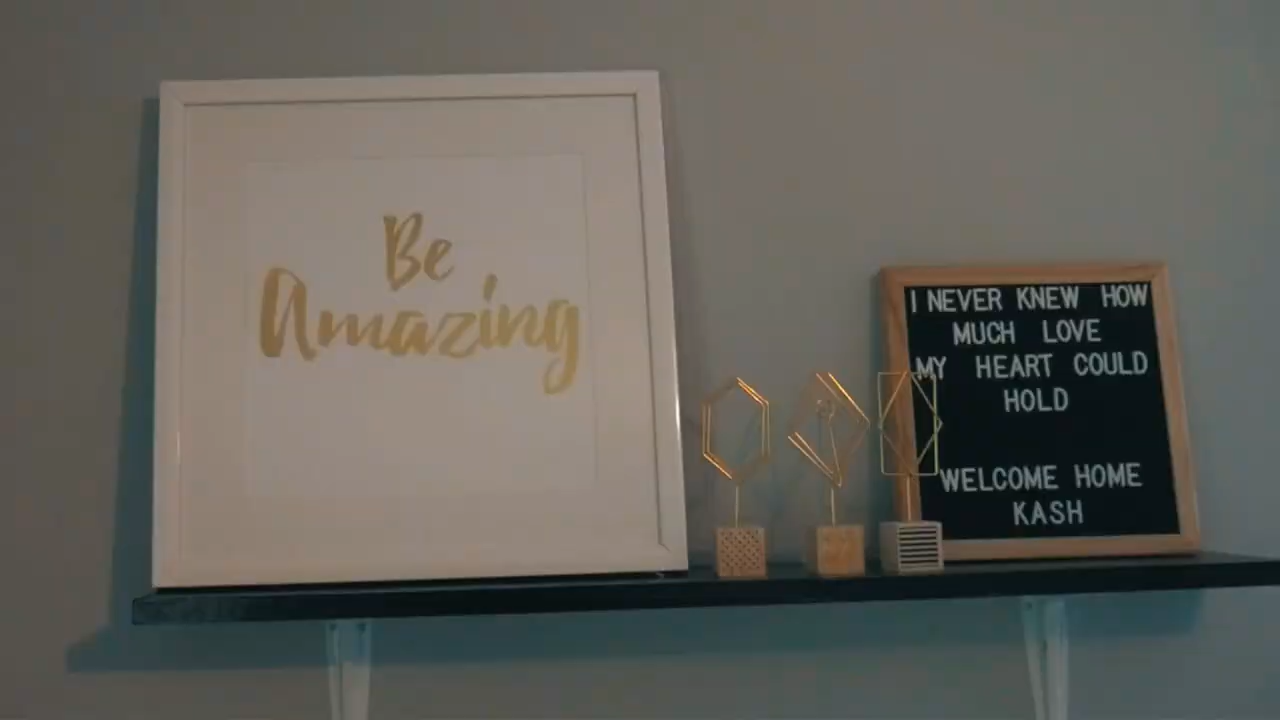 Be
Amazing
I NEVER KNEW HOW
MUCH LOVE
MY HEART COULD
HOLD
WELCOME HOME
KASH